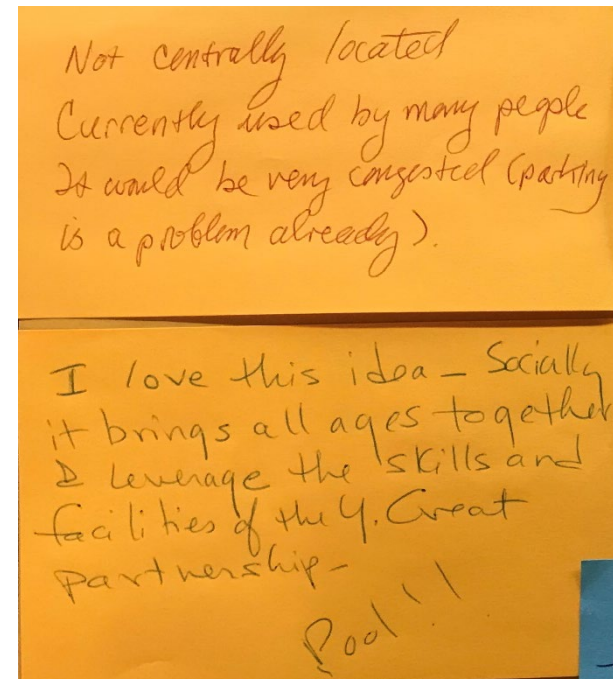 Not centrally located
Currently used by many people
It would be very congested (parking
is a problem already).
I love this idea – Socially
it brings all ages together
& Leverage the skills and
facilities of the Y. Great
partnership –
Pool!!